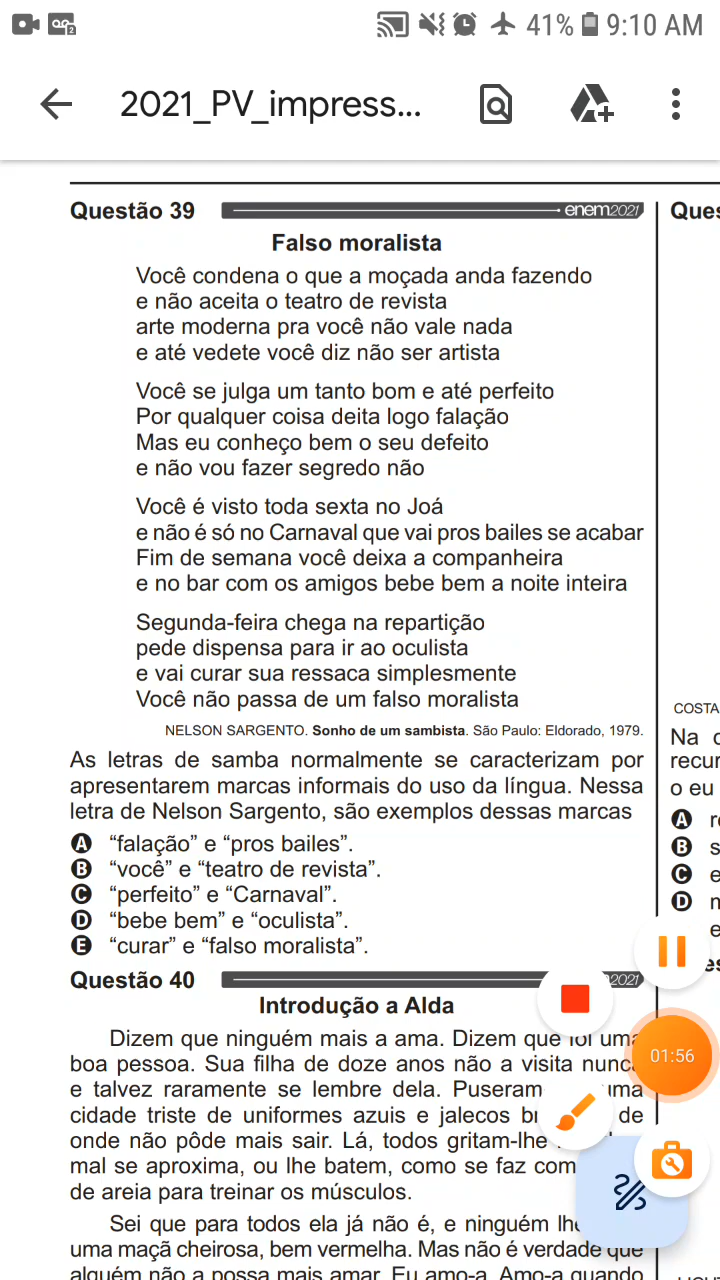 41% 9:10 AM
2021_PV_impress...
Questão 39
enem2021
Falso moralista
Você condena o que a moçada anda fazendo
e não aceita o teatro de revista
arte moderna pra você não vale nada
e até vedete você diz não ser artista
Você se julga um tanto bom e até perfeito
Por qualquer coisa deita logo falação
Mas eu conheço bem o seu defeito
e não vou fazer segredo não
Você é visto toda sexta no Joá
e não é só no Carnaval que vai pros bailes se acabar
Fim de semana você deixa a companheira
e no bar com os amigos bebe bem a noite inteira
Segunda-feira chega na repartição
pede dispensa para ir ao oculista
e vai curar sua ressaca simplesmente
Você não passa de um falso moralista
NELSON SARGENTO. Sonho de um sambista. São Paulo: Eldorado, 1979.
As letras de samba normalmente se caracterizam por
apresentarem marcas informais do uso da língua. Nessa
letra de Nelson Sargento, são exemplos dessas marcas
A “falação” e “pros bailes”.
B “você” e “teatro de revista”.
C “perfeito” e “Carnaval”.
D “bebe bem” e “oculista”.
E “curar” e “falso moralista”.
Questão 40
2021
Introdução a Alda
Dizem que ninguém mais a ama. Dizem que foi uma
boa pessoa. Sua filha de doze anos não a visita nunca
e talvez raramente se lembre dela. Puseram uma
cidade triste de uniformes azuis e jalecos de
onde não pôde mais sair. Lá, todos gritam-lhe
mal se aproxima, ou lhe batem, como se faz com
de areia para treinar os músculos.
Sei que para todos ela já não é, e ninguém lhe
uma maçã cheirosa, bem vermelha. Mas não é verdade que
alguém não a possa mais amar. Eu amo-a. Amo-a quando
Ques
COSTA
Na
recur
o eu
A
B
C
D
01:56